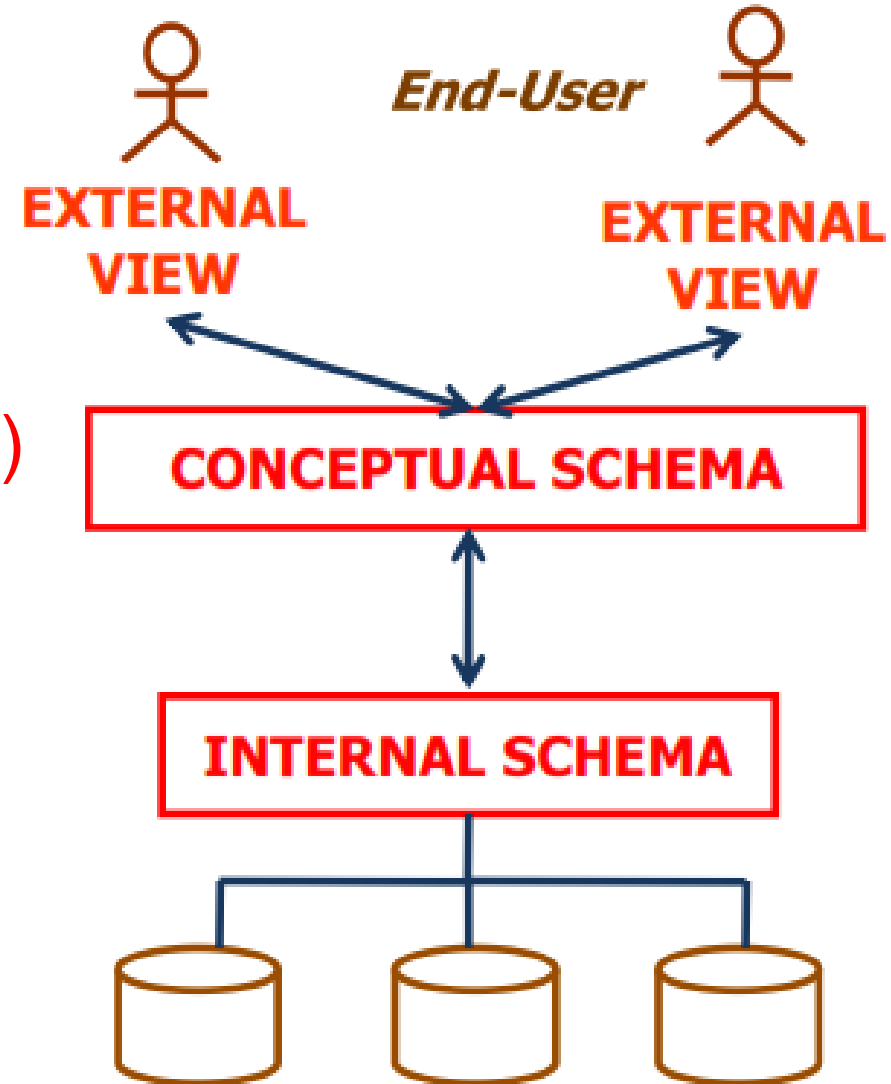 End-User
EXTERNAL
VIEW
EXTERNAL
VIEW
)
CONCEPTUAL SCHEMA
INTERNAL SCHEMA